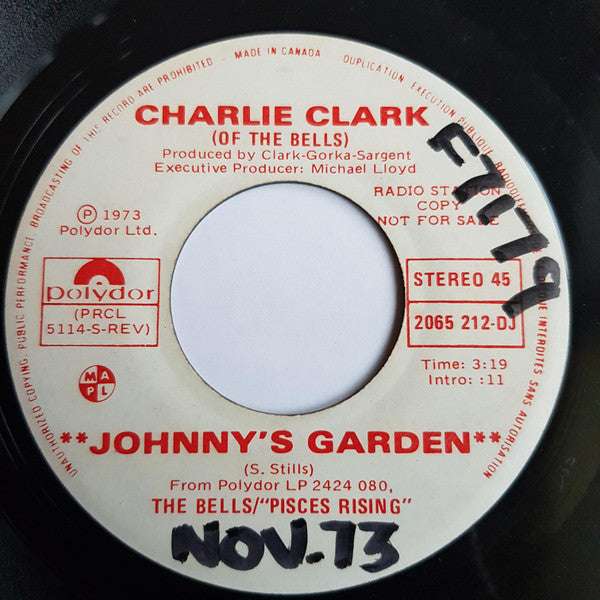 UNAUTHORIZED COPYING, PUBLIC PERFORMANCE, BROADCASTING OF THIS RECORD ARE PROHIBITED • MADE IN CANADA • DUPLICATION, EXECUTION PUBLIQUE, INTERDITES SANS AUTORISATION
CHARLIE CLARK
(OF THE BELLS)
Produced by Clark-Gorka-Sargent
Executive Producer: Michael Lloyd
RADIO STATION
COPY
NOT FOR SALE
F7179
℗ 1973
Polydor Ltd.
polydor
(PRCL
5114-S-REV)
STEREO 45
2065 212-DJ
Time: 3:19
Intro: :11
M A P L
**JOHNNY'S GARDEN**
(S. Stills)
From Polydor LP 2424 080,
THE BELLS/"PISCES RISING"
NOV-73